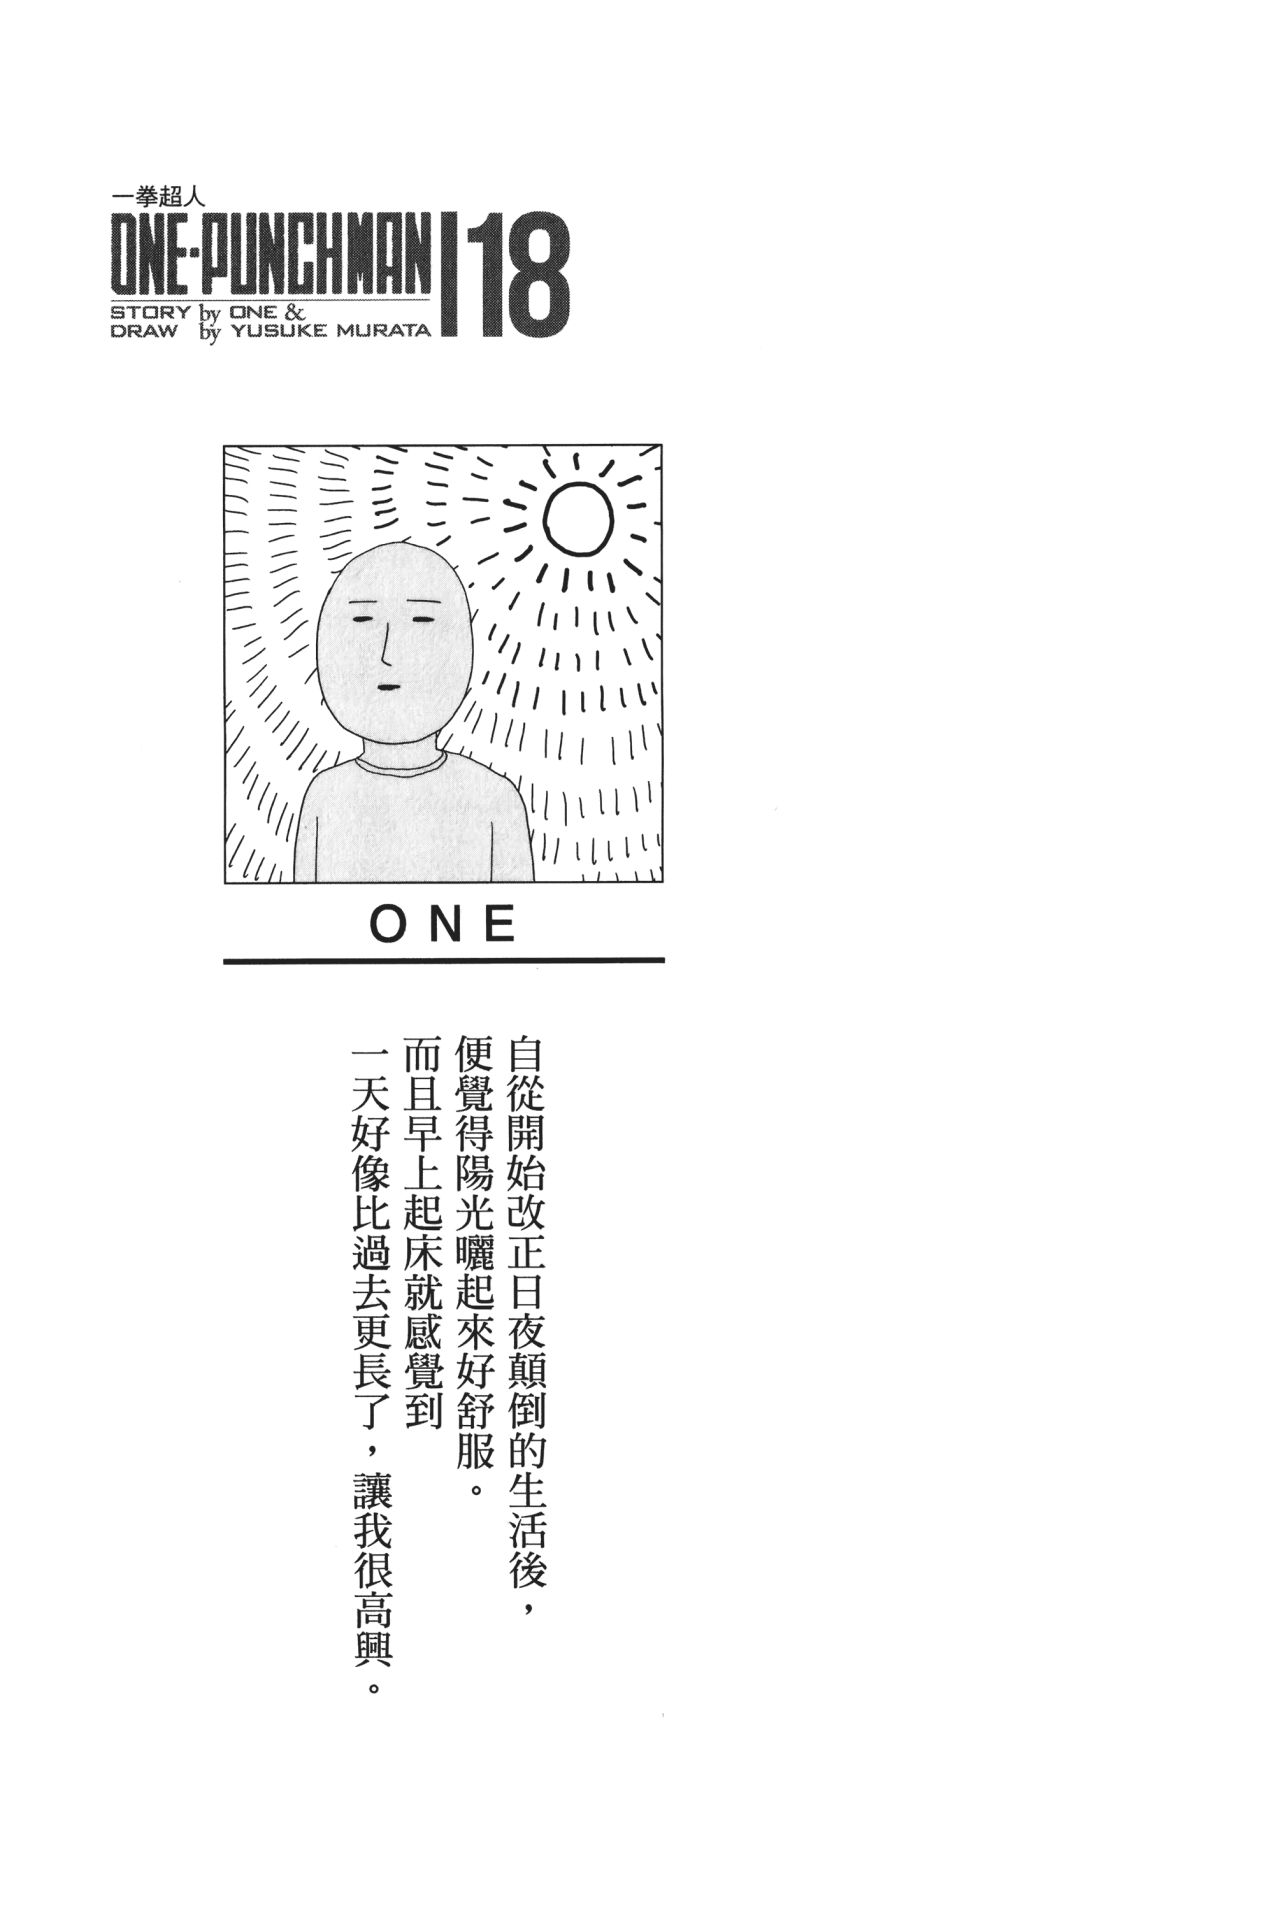 一拳超人
ONE-PUNCHMAN 18
STORY by ONE &
DRAW by YUSUKE MURATA
ONE
自從開始改正日夜顛倒的生活後，
便覺得陽光曬起來好舒服。
而且早上起床就感覺到
一天好像比過去更長了，讓我很高興。